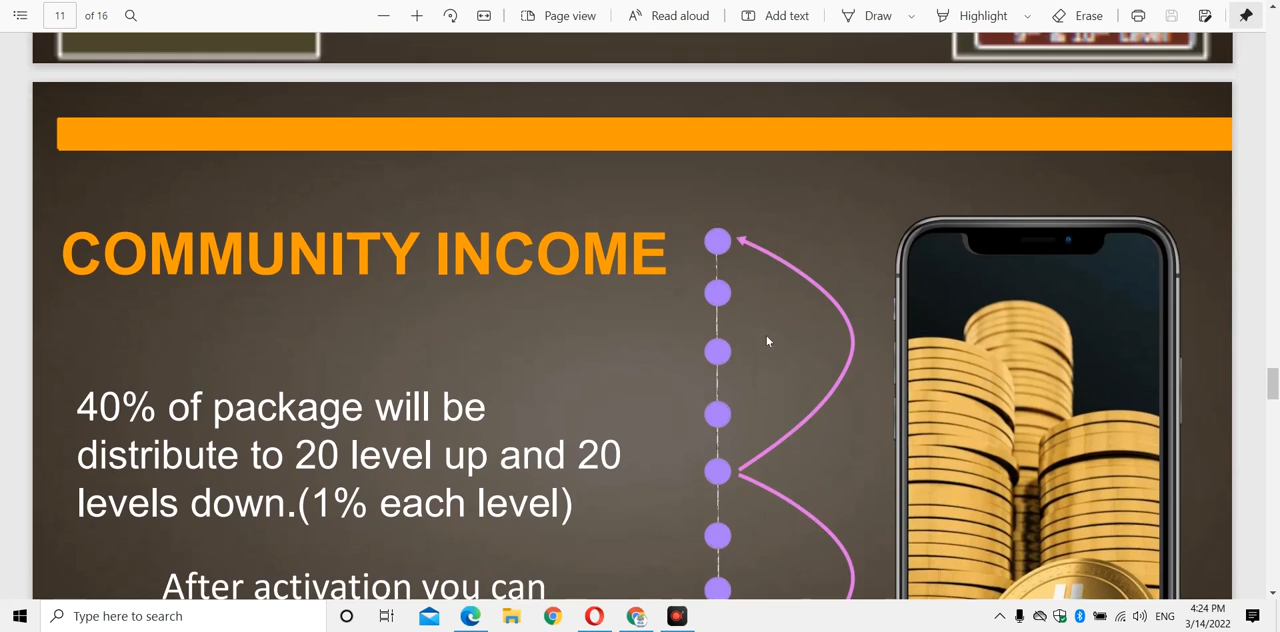 11 of 16
Page view
Read aloud
Add text
Draw
Highlight
Erase
COMMUNITY INCOME
40% of package will be
distribute to 20 level up and 20
levels down.(1% each level)
After activation you can
Type here to search
ENG
4:24 PM
3/14/2022